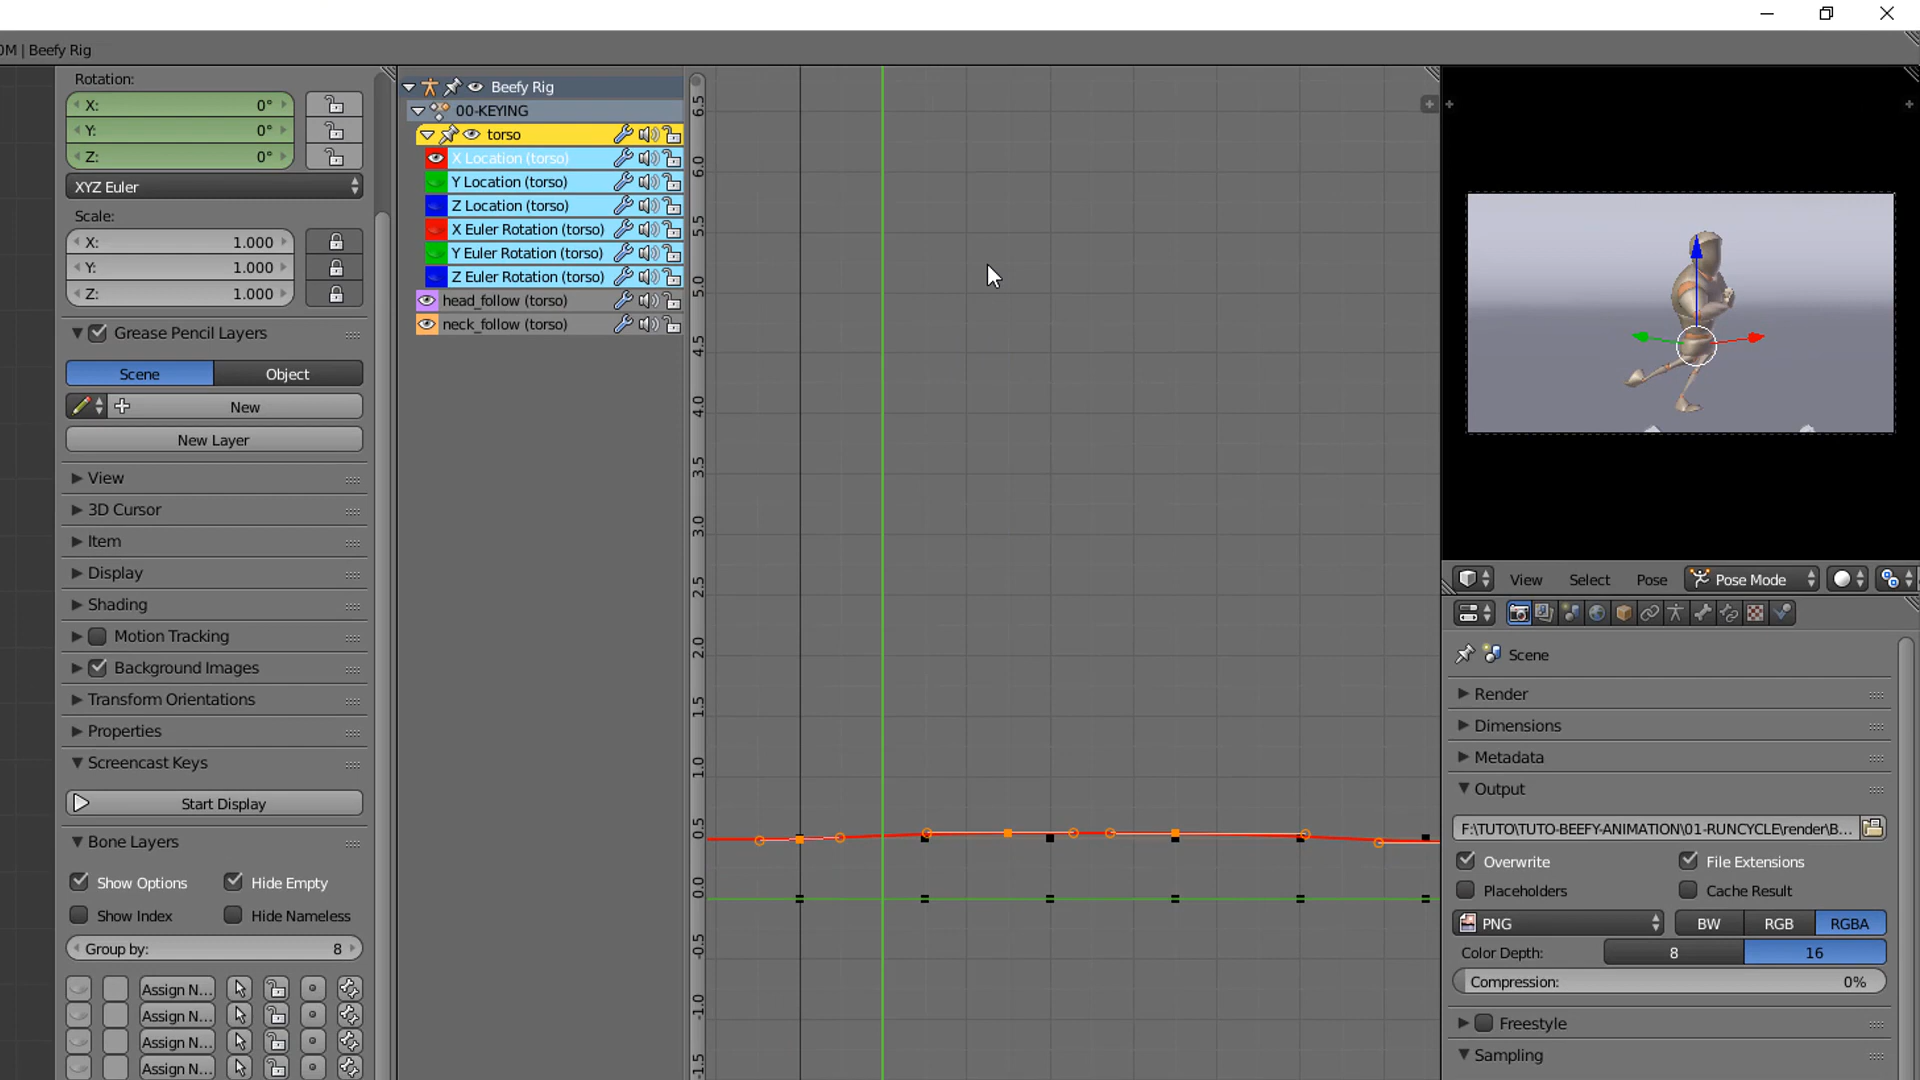 0M | Beefy Rig
Rotation:
X: 0°
Y: 0°
Z: 0°
XYZ Euler
Scale:
X: 1.000
Y: 1.000
Z: 1.000
Grease Pencil Layers
Scene Object
New
New Layer
View
3D Cursor
Item
Display
Shading
Motion Tracking
Background Images
Transform Orientations
Properties
Screencast Keys
Start Display
Bone Layers
Show Options Hide Empty
Show Index Hide Nameless
Group by: 8
Assign N...
Assign N...
Assign N...
Assign N...
Beefy Rig
00-KEYING
torso
X Location (torso)
Y Location (torso)
Z Location (torso)
X Euler Rotation (torso)
Y Euler Rotation (torso)
Z Euler Rotation (torso)
head_follow (torso)
neck_follow (torso)
6.5
6.0
5.5
5.0
4.5
4.0
3.5
3.0
2.5
2.0
1.5
1.0
0.5
0.0
-0.5
-1.0
-1.5
View Select Pose Pose Mode
Scene
Render
Dimensions
Metadata
Output
F:\TUTO\TUTO-BEEFY-ANIMATION\01-RUNCYCLE\render\B...
Overwrite File Extensions
Placeholders Cache Result
PNG BW RGB RGBA
Color Depth: 8 16
Compression: 0%
Freestyle
Sampling